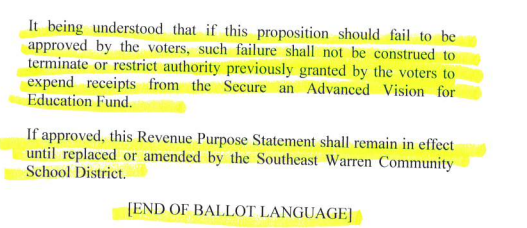 It being understood that if this proposition should fail to be
approved by the voters, such failure shall not be construed to
terminate or restrict authority previously granted by the voters to
expend receipts from the Secure an Advanced Vision for
Education Fund.
If approved, this Revenue Purpose Statement shall remain in effect
until replaced or amended by the Southeast Warren Community
School District.
[END OF BALLOT LANGUAGE]